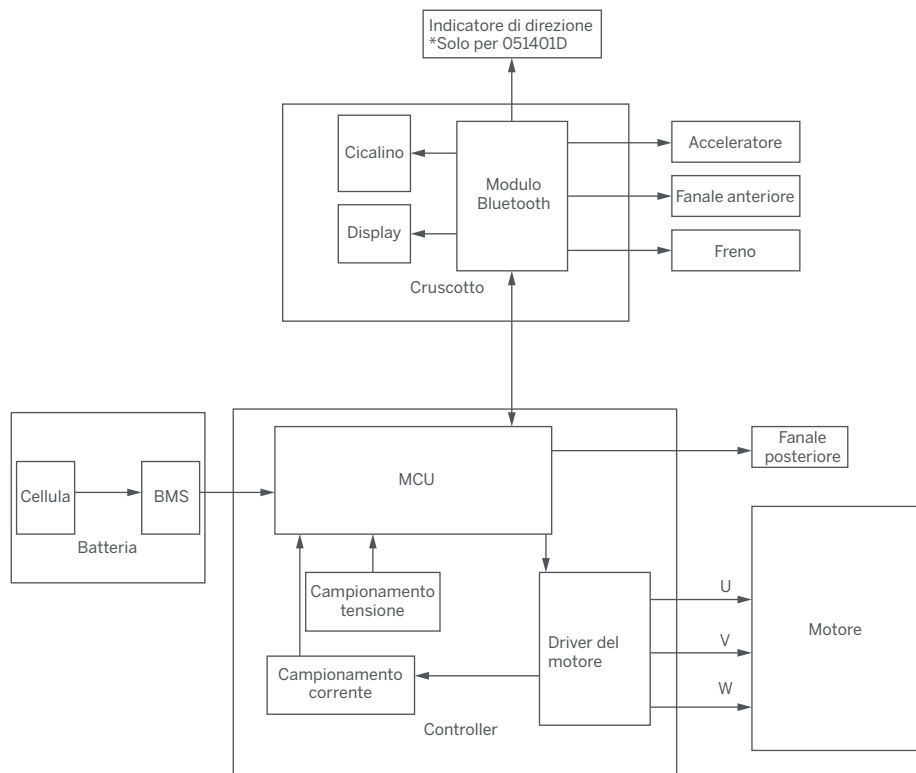 Indicatore di direzione
*Solo per 051401D
Cicalino
Display
Modulo
Bluetooth
Acceleratore
Fanale anteriore
Freno
Cruscotto
Cellula
BMS
Batteria
MCU
Fanale
posteriore
Campionamento
tensione
Campionamento
corrente
Driver del
motore
Controller
U
V
W
Motore